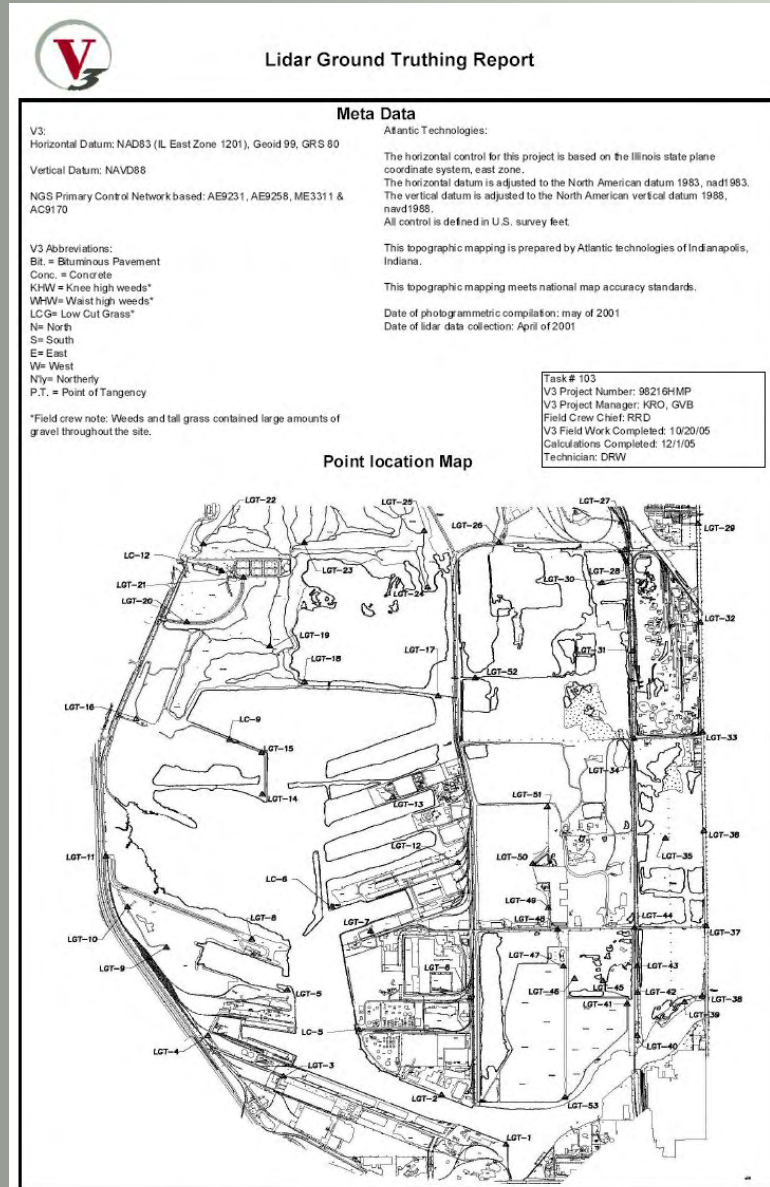 V3
Lidar Ground Truthing Report
Meta Data
V3:
Horizontal Datum: NAD83 (IL East Zone 1201), Geoid 99, GRS 80
Vertical Datum: NAVD88
NGS Primary Control Network based: AE9231, AE9258, ME3311 &
AC9170
V3 Abbreviations:
Bit. = Bituminous Pavement
Conc. = Concrete
KHW = Knee high weeds*
WHW= Waist high weeds*
LCG= Low Cut Grass*
N= North
S= South
E= East
W= West
N'ly= Northerly
P.T. = Point of Tangency
*Field crew note: Weeds and tall grass contained large amounts of
gravel throughout the site.
Atlantic Technologies:
The horizontal control for this project is based on the Illinois state plane
coordinate system, east zone.
The horizontal datum is adjusted to the North American datum 1983, nad1983.
The vertical datum is adjusted to the North American vertical datum 1988,
navd1988.
All control is defined in U.S. survey feet.
This topographic mapping is prepared by Atlantic technologies of Indianapolis,
Indiana.
This topographic mapping meets national map accuracy standards.
Date of photogrammetric compilation: may of 2001
Date of lidar data collection: April of 2001
Task # 103
V3 Project Number: 98216HMP
V3 Project Manager: KRO, GVB
Field Crew Chief: RRD
V3 Field Work Completed: 10/20/05
Calculations Completed: 12/1/05
Technician: DRW
Point location Map
LGT-22
LGT-25
LGT-27
LGT-26
LGT-29
LC-12
LGT-23
LGT-28
LGT-21
LGT-30
LGT-24
LGT-20
LGT-32
LGT-19
LGT-17
LGT-31
LGT-18
LGT-52
LGT-16
LC-9
LGT-33
LGT-15
LGT-34
LGT-14
LGT-13
LGT-51
LGT-36
LGT-12
LGT-35
LGT-11
LGT-50
LC-6
LGT-49
LGT-44
LGT-10
LGT-8
LGT-7
LGT-48
LGT-37
LGT-9
LGT-47
LGT-43
LGT-6
LGT-5
LGT-46
LGT-45
LGT-42
LGT-41
LGT-38
LC-5
LGT-39
LGT-4
LGT-40
LGT-3
LGT-2
LGT-53
LGT-1